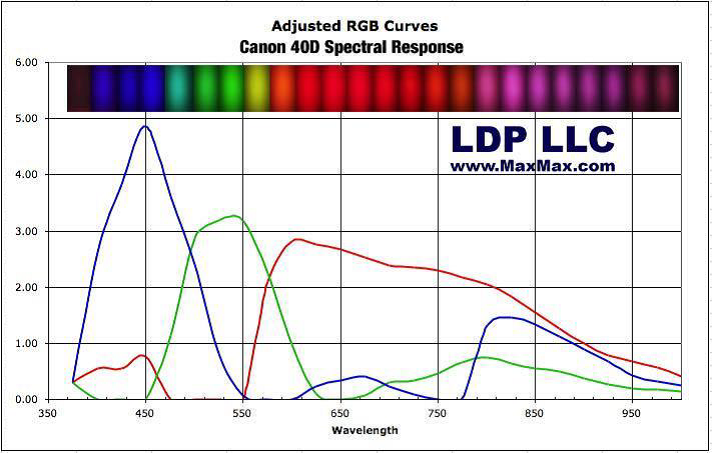 Adjusted RGB Curves
Canon 40D Spectral Response
6.00
5.00
4.00
3.00
2.00
1.00
0.00
LDP LLC
www.MaxMax.com
350 450 550 650 750 850 950
Wavelength